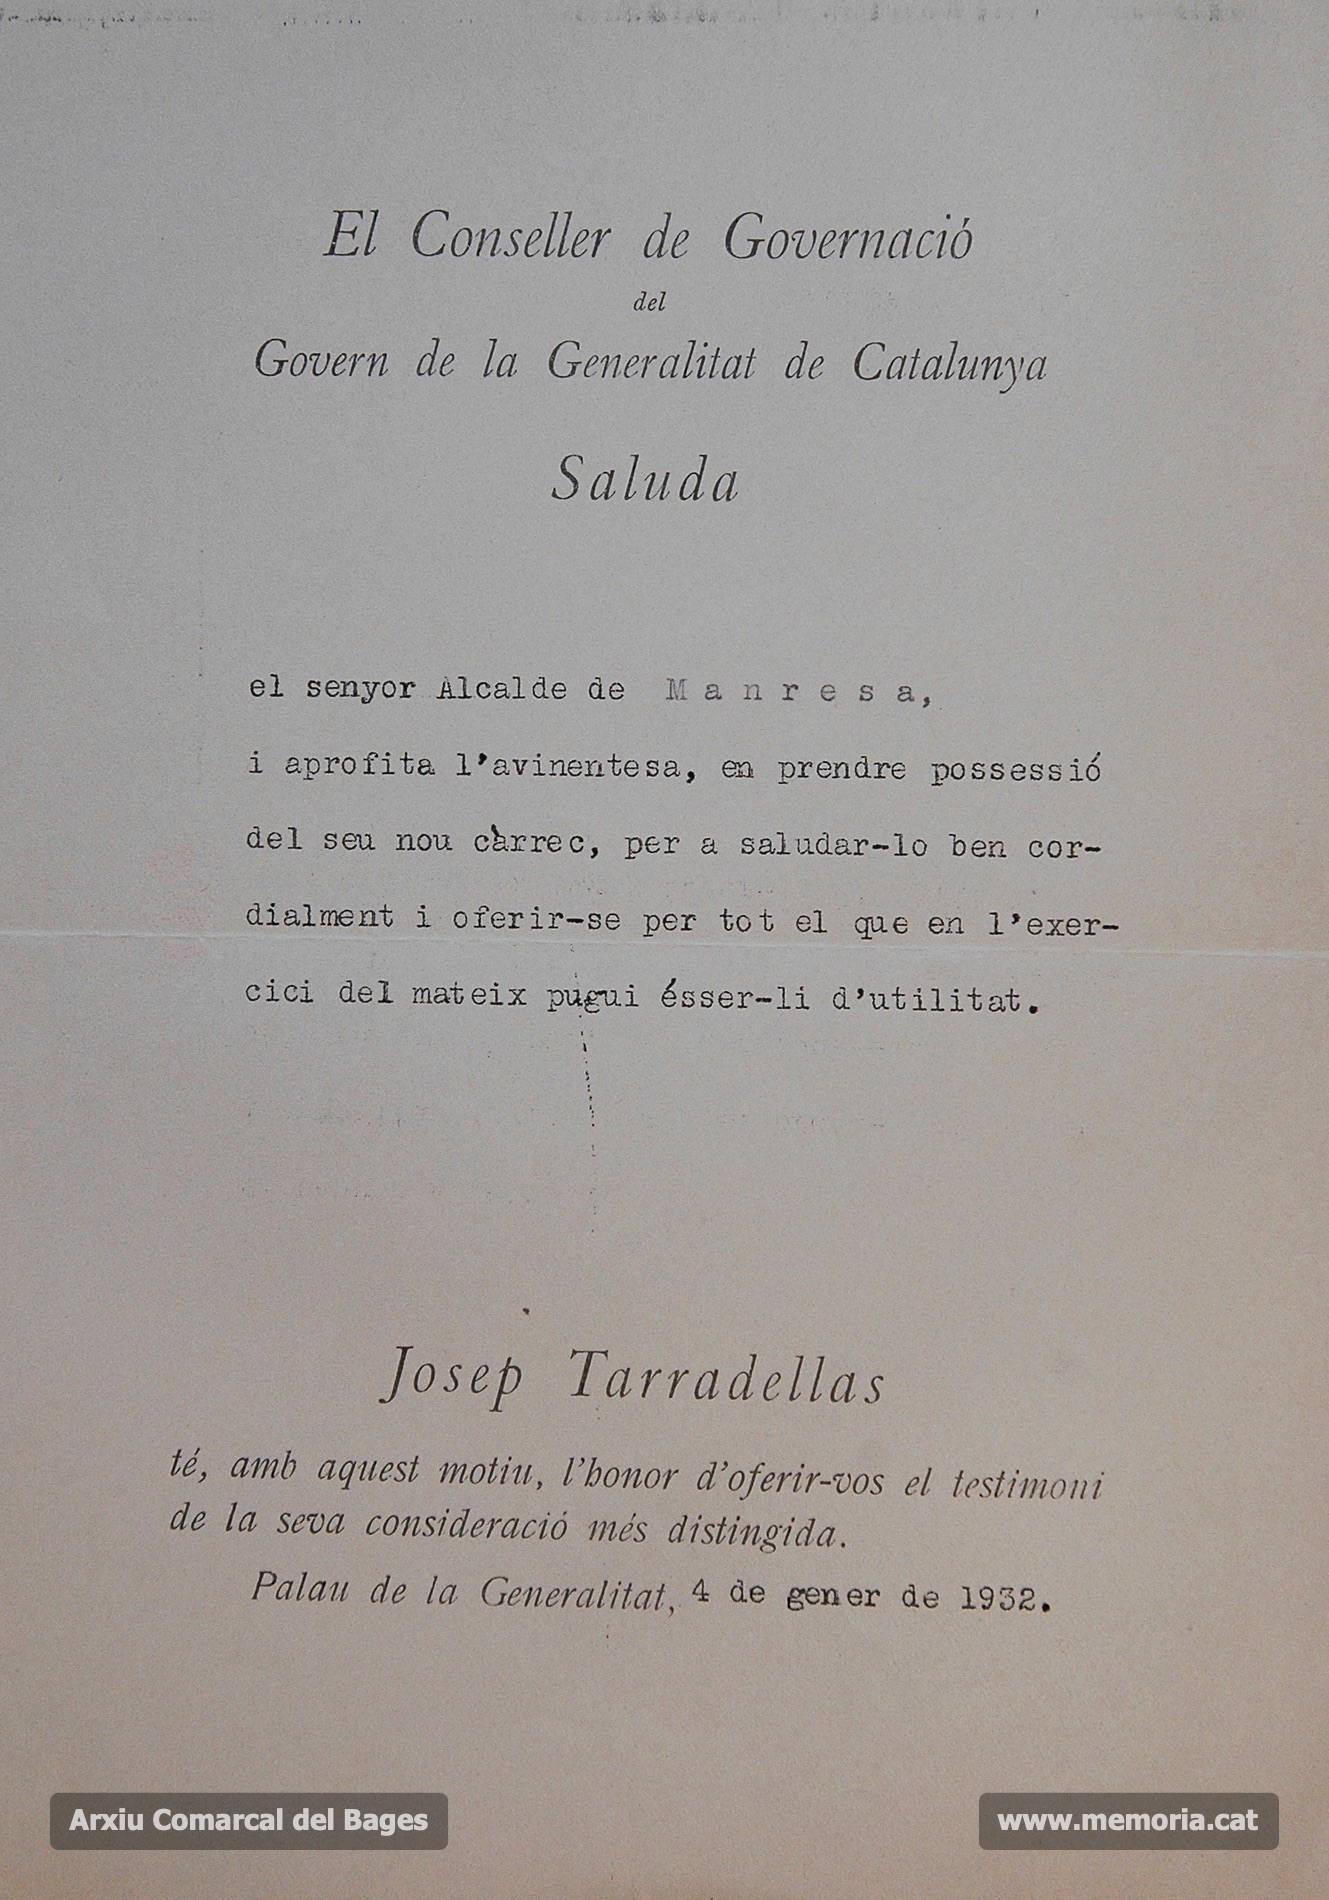 El Conseller de Governació
del
Govern de la Generalitat de Catalunya
Saluda
el senyor Alcalde de Manresa,
i aprofita l'avinentesa, en prendre possessió
del seu nou càrrec, per a saludar-lo ben cor-
dialment i oferir-se per tot el que en l'exer-
cici del mateix pugui ésser-li d'utilitat.
Josep Tarradellas
té, amb aquest motiu, l'honor d'oferir-vos el testimoni
de la seva consideració més distingida.
Palau de la Generalitat, 4 de gener de 1932.
Arxiu Comarcal del Bages
www.memoria.cat